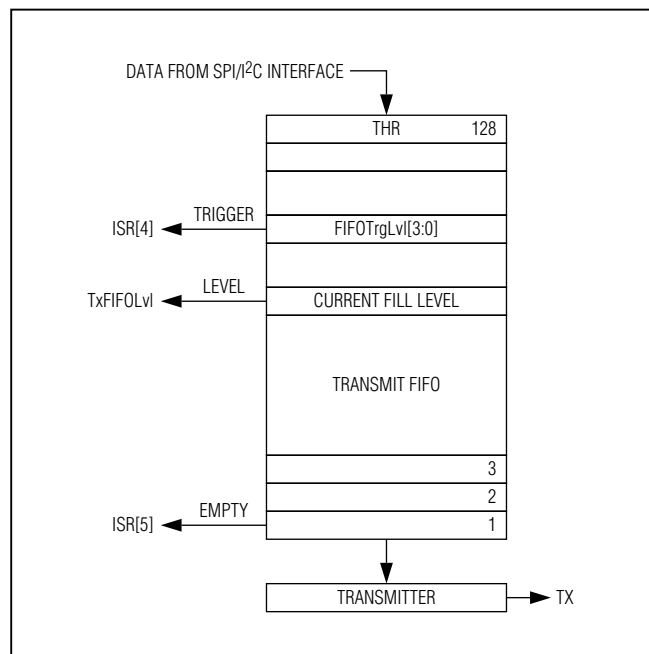 DATA FROM SPI/I²C INTERFACE
THR 128
TRIGGER
ISR[4]
FIFOTrgLvl[3:0]
LEVEL
TxFIFOLvl
CURRENT FILL LEVEL
TRANSMIT FIFO
3
2
EMPTY
ISR[5]
1
TRANSMITTER
TX